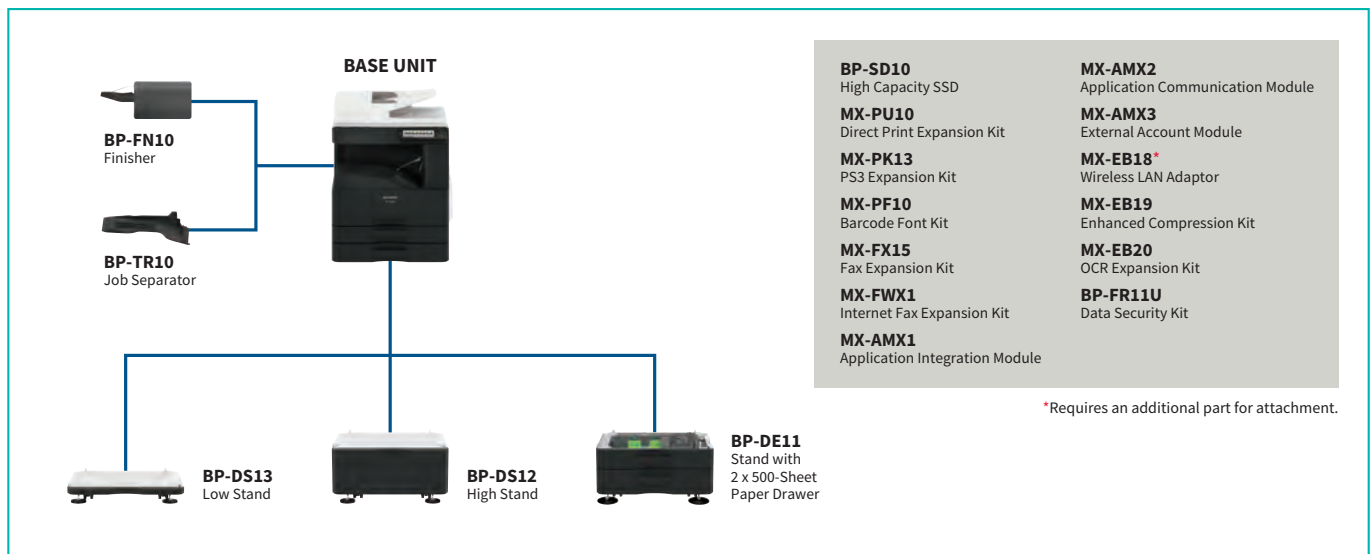 BASE UNIT
BP-FN10
Finisher
BP-TR10
Job Separator
BP-DS13
Low Stand
BP-DS12
High Stand
BP-DE11
Stand with
2 x 500-Sheet
Paper Drawer
BP-SD10
High Capacity SSD
MX-PU10
Direct Print Expansion Kit
MX-PK13
PS3 Expansion Kit
MX-PF10
Barcode Font Kit
MX-FX15
Fax Expansion Kit
MX-FWX1
Internet Fax Expansion Kit
MX-AMX1
Application Integration Module
MX-AMX2
Application Communication Module
MX-AMX3
External Account Module
MX-EB18*
Wireless LAN Adaptor
MX-EB19
Enhanced Compression Kit
MX-EB20
OCR Expansion Kit
BP-FR11U
Data Security Kit
*Requires an additional part for attachment.